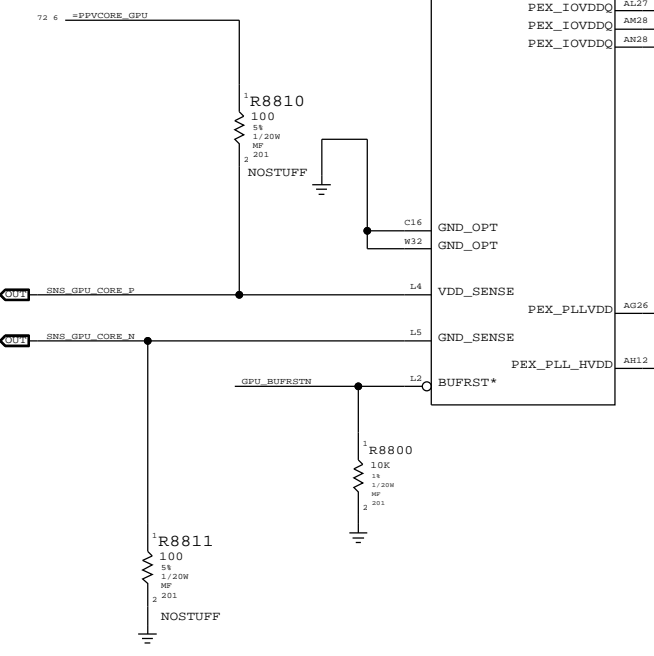 PEX_IOVDDQ AL27
PEX_IOVDDQ AM28
PEX_IOVDDQ AN28
72 6 =PPVCORE_GPU
1 R8810
100
5%
1/20W
MF
201
2
NOSTUFF
C16 GND_OPT
W32 GND_OPT
OUT SNS_GPU_CORE_P L4 VDD_SENSE
PEX_PLLVDD AG26
OUT SNS_GPU_CORE_N L5 GND_SENSE
PEX_PLL_HVDD AH12
GPU_BUFRSTN L2 BUFRST*
1 R8800
10K
1%
1/20W
MF
201
2
1 R8811
100
5%
1/20W
MF
201
2
NOSTUFF